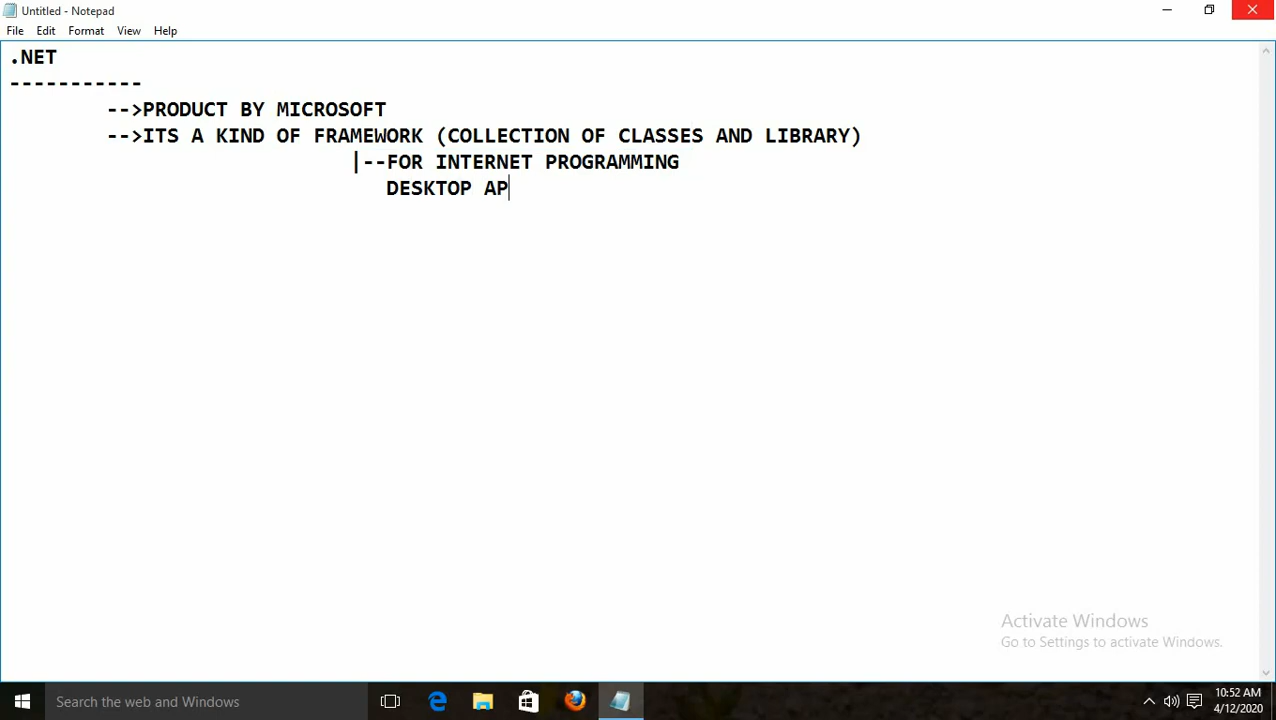 Untitled - Notepad
File Edit Format View Help
.NET
-----------
-->PRODUCT BY MICROSOFT
-->ITS A KIND OF FRAMEWORK (COLLECTION OF CLASSES AND LIBRARY)
|--FOR INTERNET PROGRAMMING
DESKTOP AP
Activate Windows
Go to Settings to activate Windows.
Search the web and Windows
10:52 AM
4/12/2020